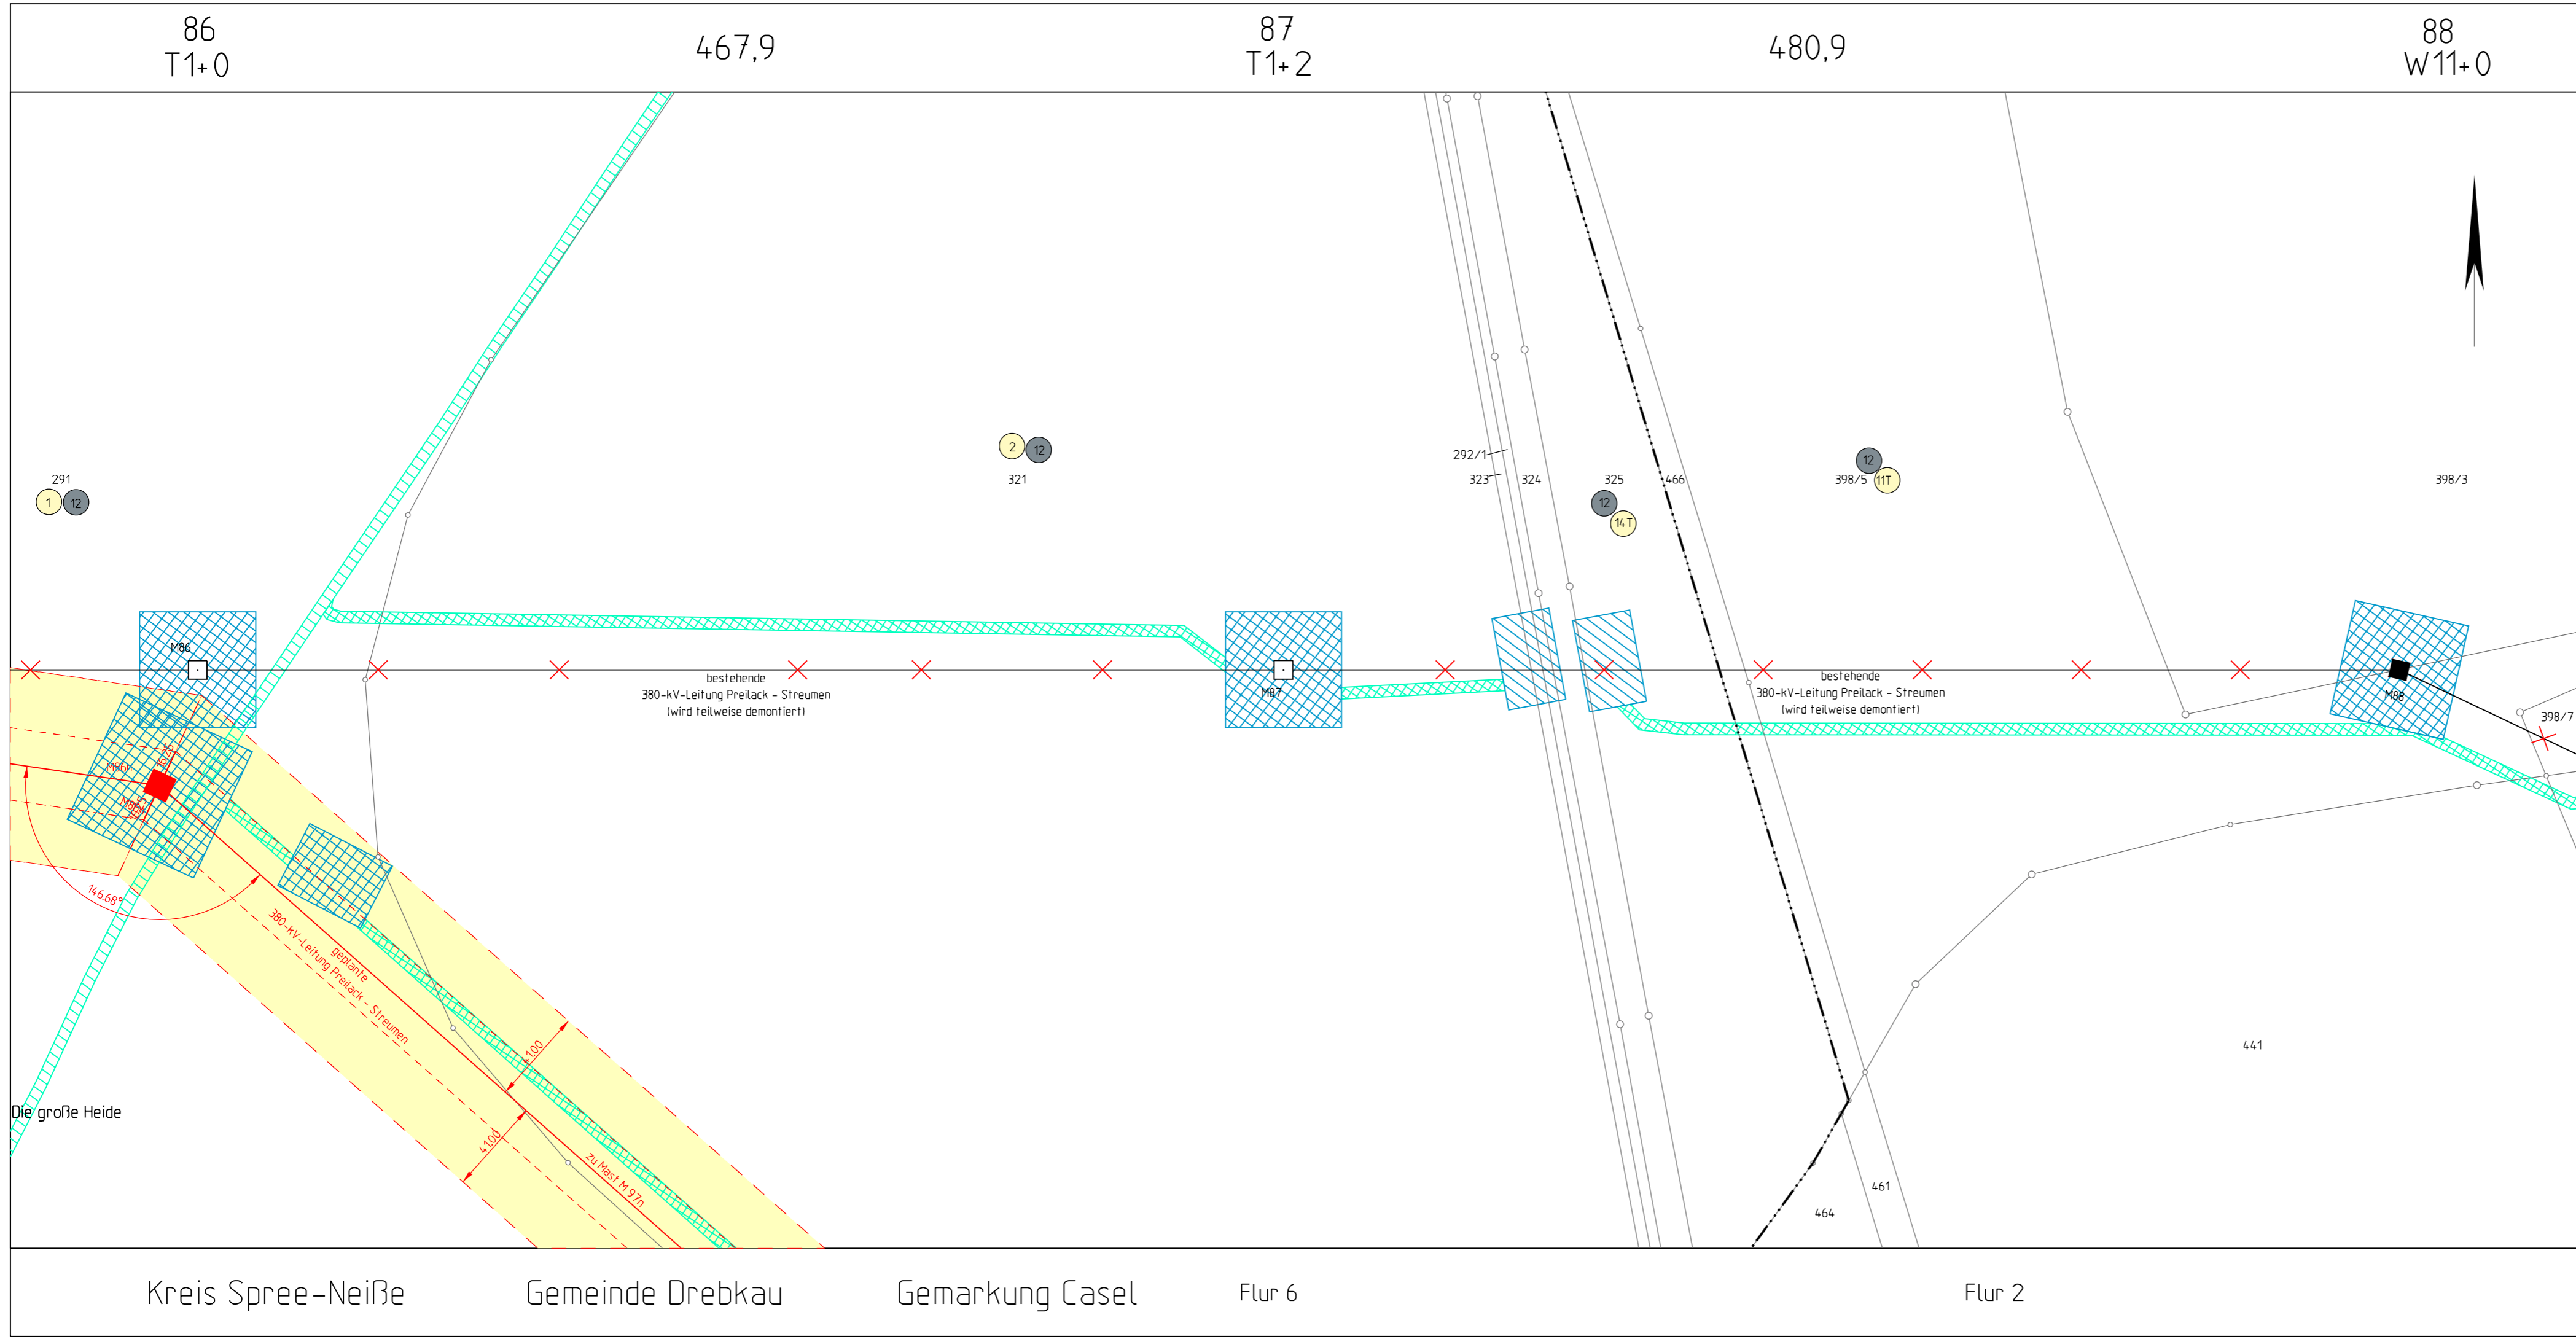 86
T1+0
467,9
87
T1+2
480,9
88
W11+0
291
1
12
2
12
321
292/1
323
324
325
466
12
14T
12
398/5
11T
398/3
M86
bestehende
380-kV-Leitung Preilack - Streumen
(wird teilweise demontiert)
M87
bestehende
380-kV-Leitung Preilack - Streumen
(wird teilweise demontiert)
M88
398/7
M86n
146.68°
geplante
380-kV-Leitung Preilack - Streumen
41.00
41.00
zu Mast M 97n
441
461
464
Die große Heide
Kreis Spree-Neiße
Gemeinde Drebkau
Gemarkung Casel
Flur 6
Flur 2